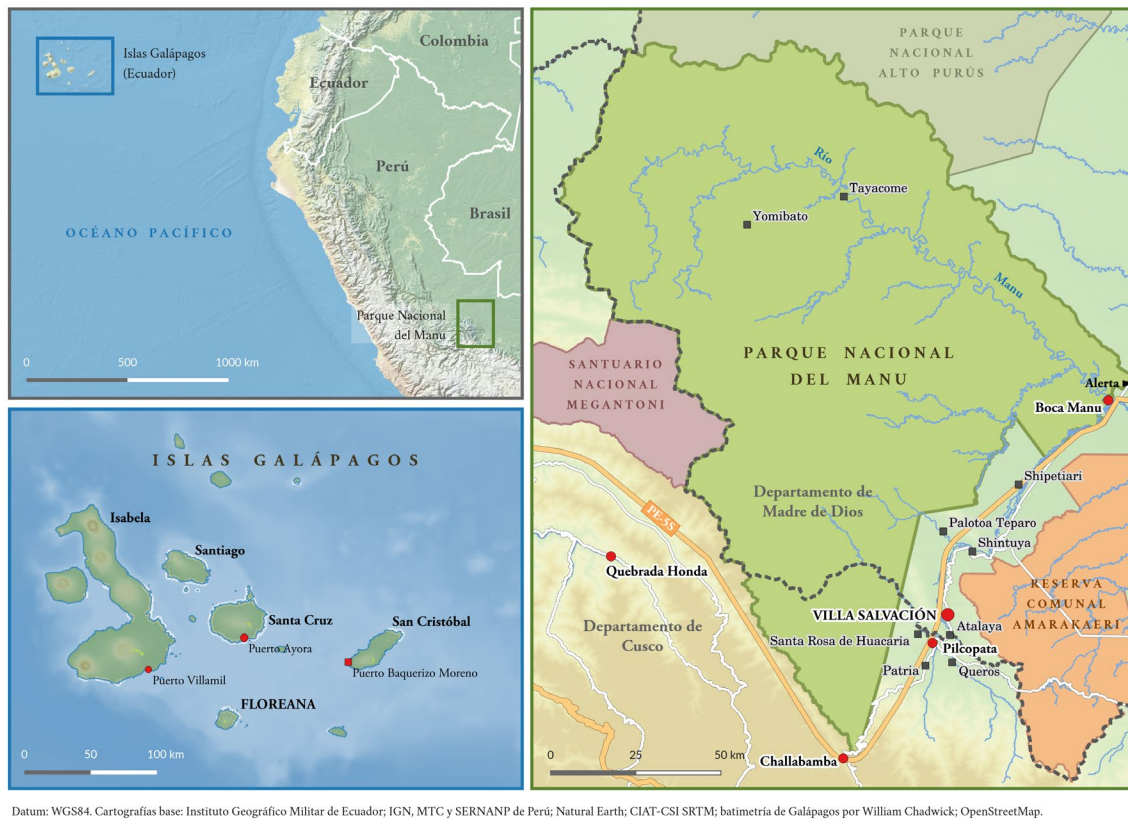 Islas Galápagos
(Ecuador)
Colombia
Ecuador
Perú
Brasil
OCÉANO PACÍFICO
Parque Nacional
del Manu
0 500 1000 km
ISLAS GALÁPAGOS
Isabela
Santiago
Santa Cruz
San Cristóbal
Puerto Ayora
Puerto Villamil
Puerto Baquerizo Moreno
FLOREANA
0 50 100 km
PARQUE
NACIONAL
ALTO PURÚS
Río
Tayacome
Yomibato
Manu
PARQUE NACIONAL
DEL MANU
SANTUARIO
NACIONAL
MEGANTONI
Alerta
Boca Manu
Shipetiari
Departamento de
Madre de Dios
PE-5S
Palotoa Teparo
Shintuya
Quebrada Honda
RESERVA
COMUNAL
AMARAKAERI
VILLA SALVACIÓN
Departamento de
Cusco
Atalaya
Santa Rosa de Huacaria
Pilcopata
Patria
Queros
Challabamba
0 25 50 km
Datum: WGS84. Cartografías base: Instituto Geográfico Militar de Ecuador; IGN, MTC y SERNANP de Perú; Natural Earth; CIAT-CSI SRTM; batimetría de Galápagos por William Chadwick; OpenStreetMap.